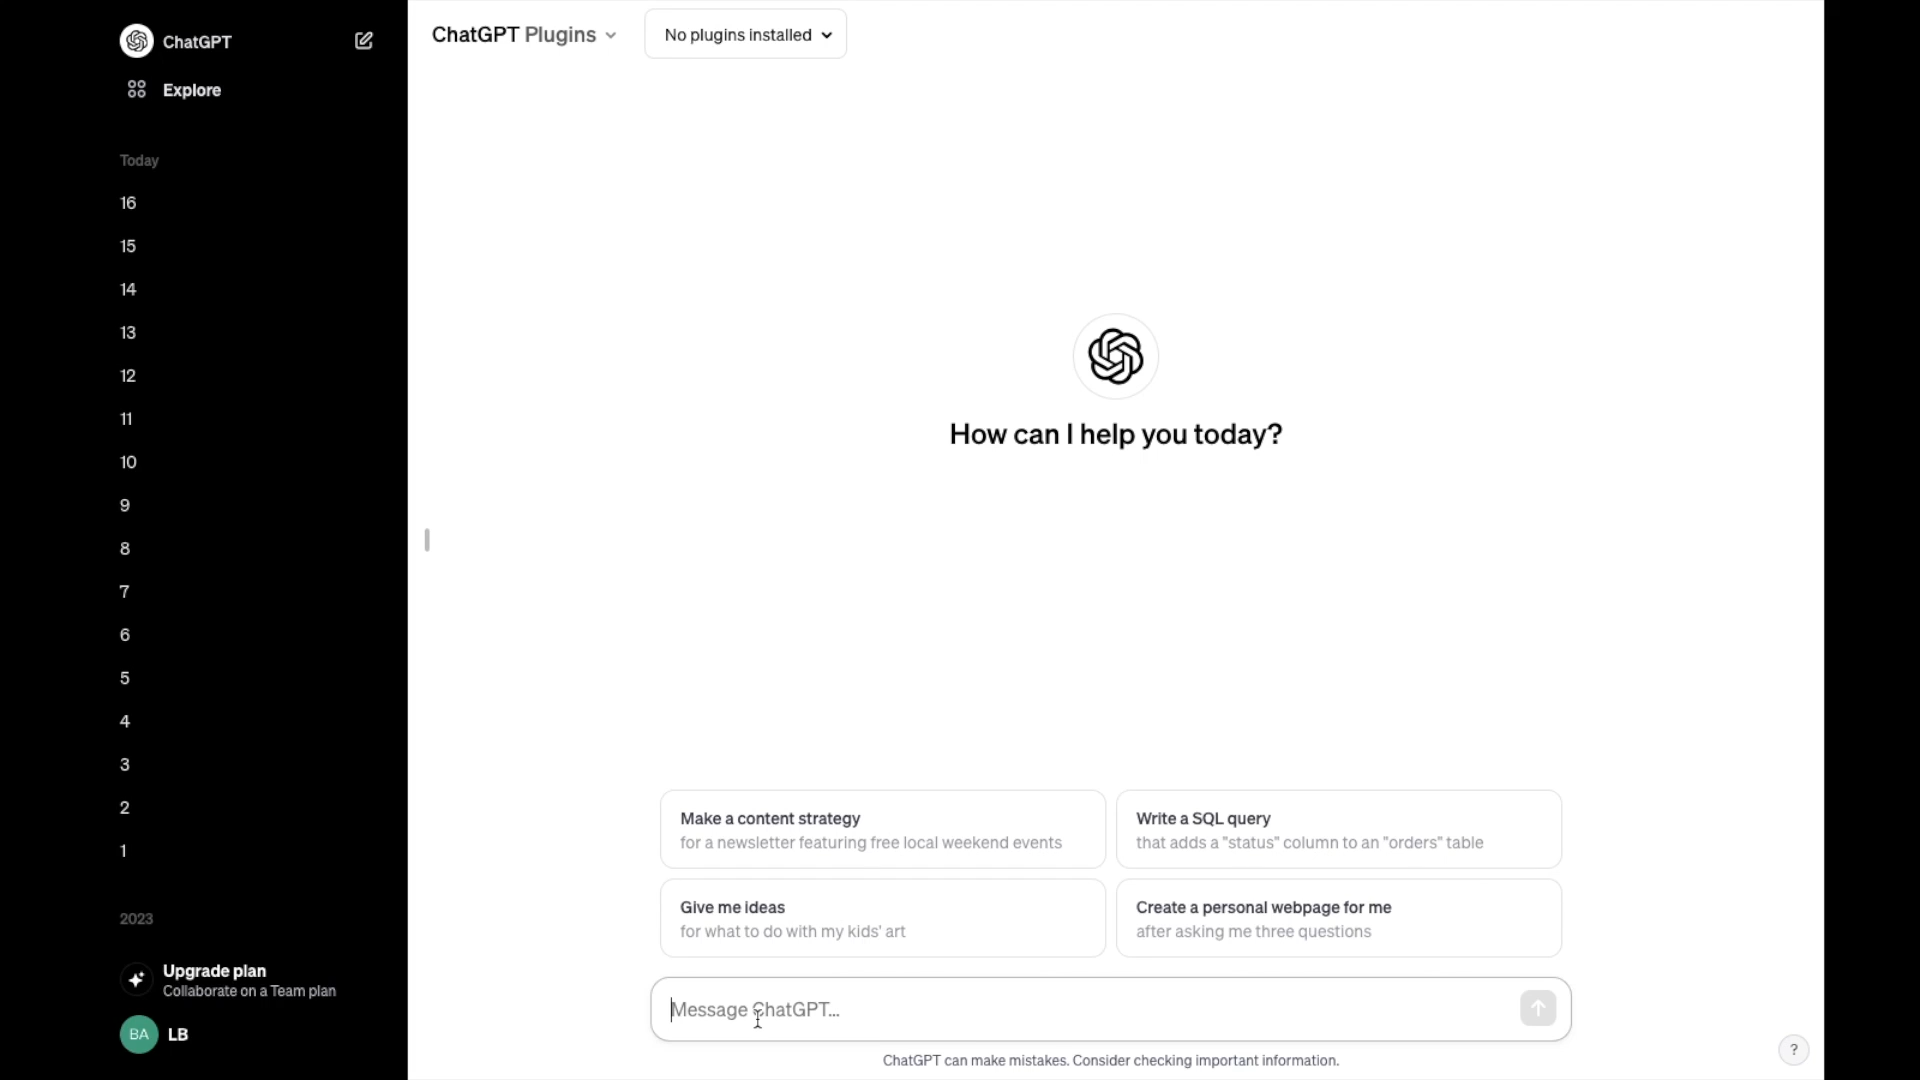 ChatGPT
Explore
Today
16
15
14
13
12
11
10
9
8
7
6
5
4
3
2
1
2023
Upgrade plan
Collaborate on a Team plan
BA
LB
ChatGPT Plugins
No plugins installed
How can I help you today?
Make a content strategy
for a newsletter featuring free local weekend events
Write a SQL query
that adds a "status" column to an "orders" table
Give me ideas
for what to do with my kids' art
Create a personal webpage for me
after asking me three questions
Message ChatGPT...
ChatGPT can make mistakes. Consider checking important information.
?